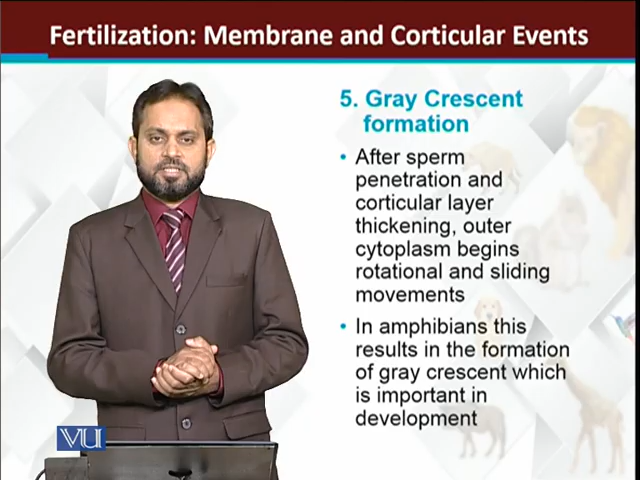 Fertilization: Membrane and Corticular Events
5. Gray Crescent
formation
• After sperm
penetration and
corticular layer
thickening, outer
cytoplasm begins
rotational and sliding
movements
• In amphibians this
results in the formation
of gray crescent which
is important in
development
VU